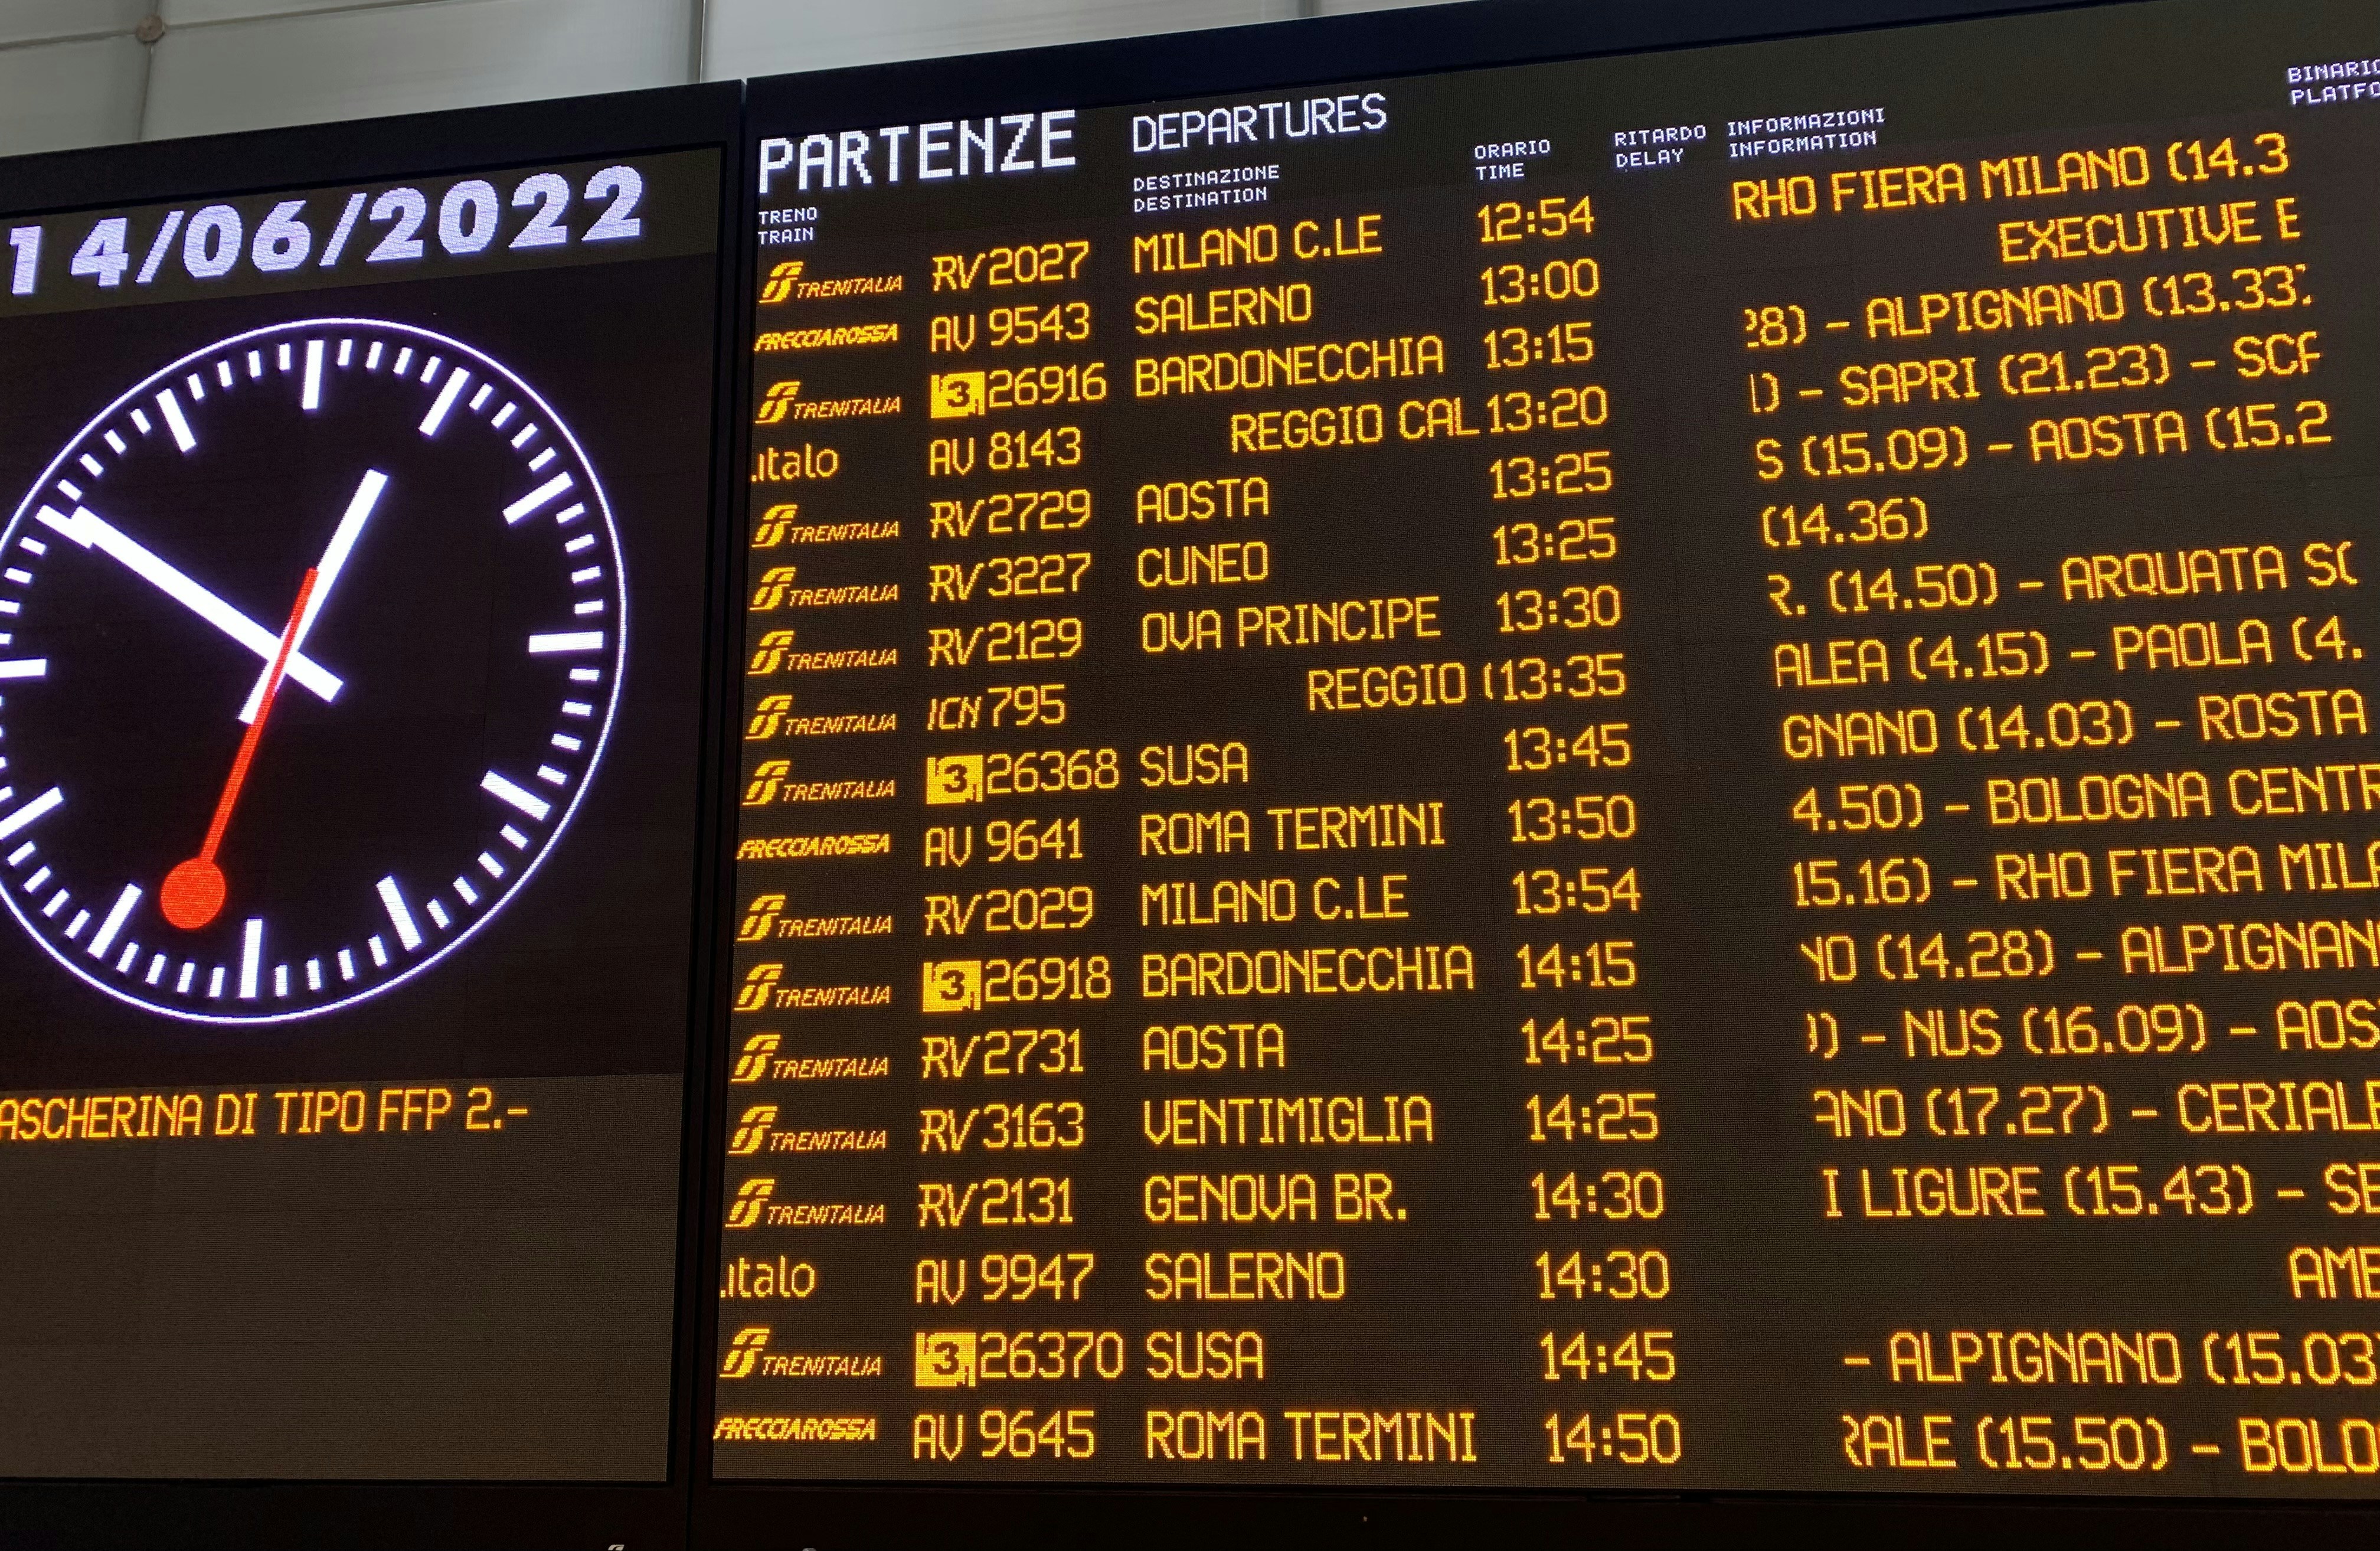 14/06/2022
ASCHERINA DI TIPO FFP 2.-
PARTENZE DEPARTURES
TRENO
TRAIN
DESTINAZIONE
DESTINATION
ORARIO
TIME
RITARDO
DELAY
INFORMAZIONI
INFORMATION
BINARIO
PLATFO
TRENITALIA RV 2027 MILANO C.LE 12:54 RHO FIERA MILANO (14.3
FRECCIAROSSA AV 9543 SALERNO 13:00 EXECUTIVE E
TRENITALIA 3 26916 BARDONECCHIA 13:15 28) - ALPIGNANO (13.33)
.italo AV 8143 REGGIO CAL 13:20 ) - SAPRI (21.23) - SCA
TRENITALIA RV 2729 AOSTA 13:25 S (15.09) - AOSTA (15.2
TRENITALIA RV 3227 CUNEO 13:25 (14.36)
TRENITALIA RV 2129 OVA PRINCIPE 13:30 R. (14.50) - ARQUATA SC
TRENITALIA ICN 795 REGGIO ( 13:35 ALEA (4.15) - PAOLA (4.
TRENITALIA 3 26368 SUSA 13:45 GNANO (14.03) - ROSTA
FRECCIAROSSA AV 9641 ROMA TERMINI 13:50 4.50) - BOLOGNA CENTR
TRENITALIA RV 2029 MILANO C.LE 13:54 15.16) - RHO FIERA MILA
TRENITALIA 3 26918 BARDONECCHIA 14:15 NO (14.28) - ALPIGNAN
TRENITALIA RV 2731 AOSTA 14:25 ) - NUS (16.09) - AOS
TRENITALIA RV 3163 VENTIMIGLIA 14:25 ANO (17.27) - CERIALE
TRENITALIA RV 2131 GENOVA BR. 14:30 I LIGURE (15.43) - SE
.italo AV 9947 SALERNO 14:30 AMB
TRENITALIA 3 26370 SUSA 14:45 - ALPIGNANO (15.03
FRECCIAROSSA AV 9645 ROMA TERMINI 14:50 RALE (15.50) - BOLO